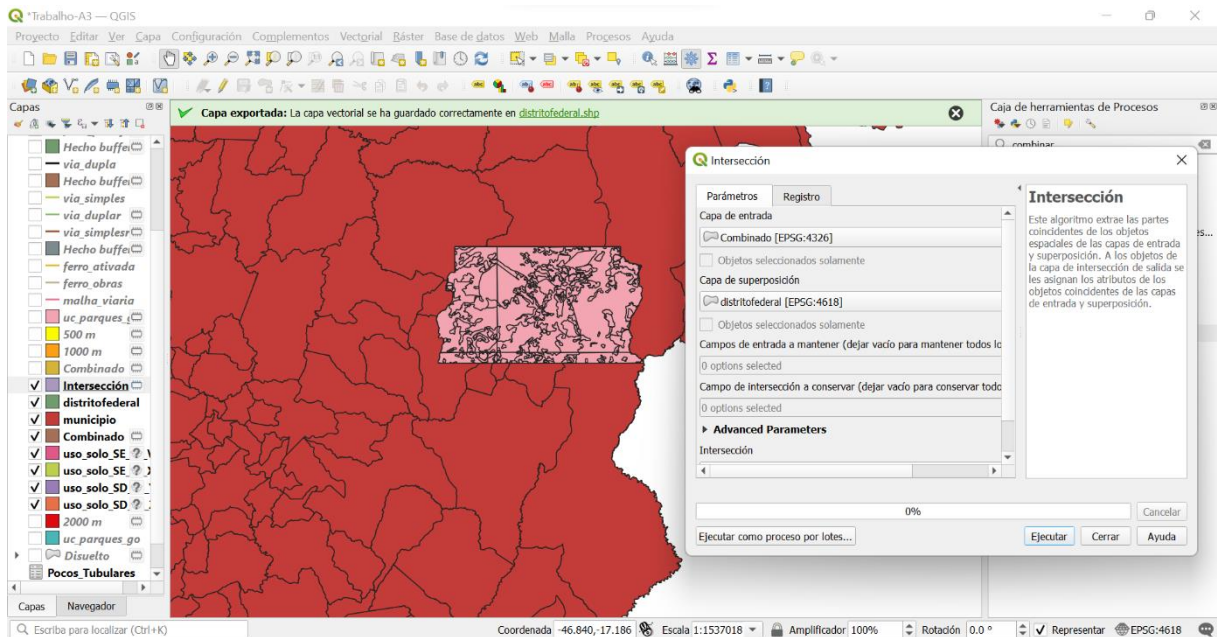 *Trabalho-A3 — QGIS
Proyecto Editar Ver Capa Configuración Complementos Vectorial Ráster Base de datos Web Malla Procesos Ayuda
Capas
Capa exportada: La capa vectorial se ha guardado correctamente en distritofederal.shp
Caja de herramientas de Procesos
combinar
Hecho buffer
via_dupla
Hecho buffer
via_simples
via_duplar
via_simplesr
Hecho buffer
ferro_ativada
ferro_obras
malha_viaria
uc_parques_
500 m
1000 m
Combinado
Intersección
distritofederal
municipio
Combinado
uso_solo_SE_
uso_solo_SE_
uso_solo_SD_
uso_solo_SD_
2000 m
uc_parques_go
Disuelto
Pocos_Tubulares
Capas Navegador
Intersección
Parámetros Registro
Capa de entrada
Combinado [EPSG:4326]
Objetos seleccionados solamente
Capa de superposición
distritofederal [EPSG:4618]
Objetos seleccionados solamente
Campos de entrada a mantener (dejar vacío para mantener todos lo
0 options selected
Campo de intersección a conservar (dejar vacío para conservar todo
0 options selected
Advanced Parameters
Intersección
Intersección
Este algoritmo extrae las partes
coincidentes de los objetos
espaciales de las capas de entrada
y superposición. A los objetos de
la capa de intersección de salida se
les asignan los atributos de los
objetos coincidentes de las capas
de entrada y superposición.
es...
0%
Cancelar
Ejecutar como proceso por lotes...
Ejecutar Cerrar Ayuda
Escriba para localizar (Ctrl+K)
Coordenada -46.840,-17.186 Escala 1:1537018 Amplificador 100% Rotación 0.0 ° Representar EPSG:4618